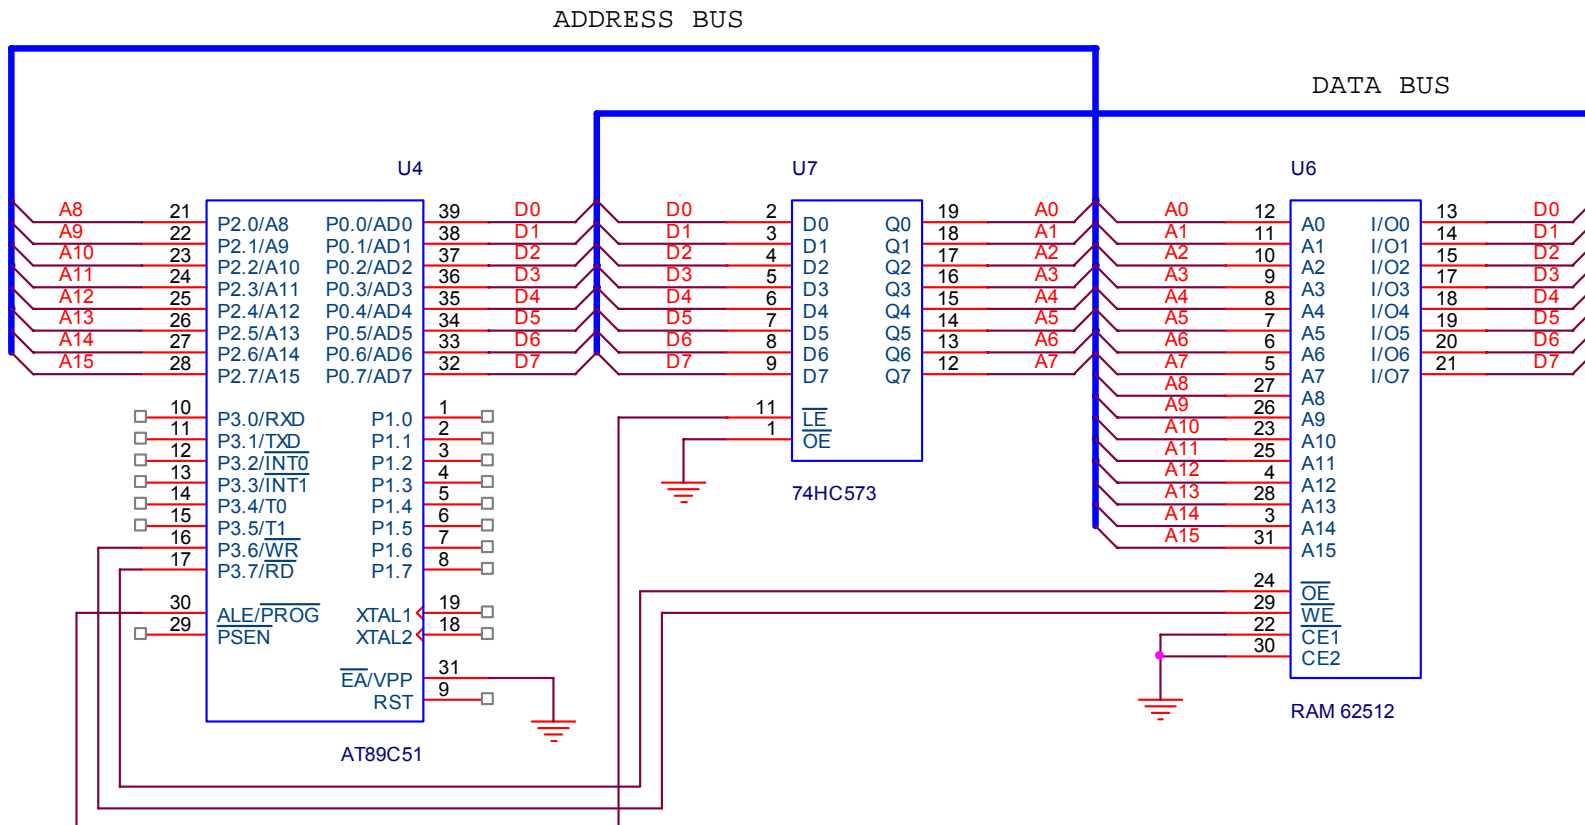 ADDRESS BUS
DATA BUS
U4
U7
U6
A8 21 P2.0/A8 P0.0/AD0 39 D0 D0 2 D0 Q0 19 A0 A0 12 A0 I/O0 13 D0
A9 22 P2.1/A9 P0.1/AD1 38 D1 D1 3 D1 Q1 18 A1 A1 11 A1 I/O1 14 D1
A10 23 P2.2/A10 P0.2/AD2 37 D2 D2 4 D2 Q2 17 A2 A2 10 A2 I/O2 15 D2
A11 24 P2.3/A11 P0.3/AD3 36 D3 D3 5 D3 Q3 16 A3 A3 9 A3 I/O3 17 D3
A12 25 P2.4/A12 P0.4/AD4 35 D4 D4 6 D4 Q4 15 A4 A4 8 A4 I/O4 18 D4
A13 26 P2.5/A13 P0.5/AD5 34 D5 D5 7 D5 Q5 14 A5 A5 7 A5 I/O5 19 D5
A14 27 P2.6/A14 P0.6/AD6 33 D6 D6 8 D6 Q6 13 A6 A6 6 A6 I/O6 20 D6
A15 28 P2.7/A15 P0.7/AD7 32 D7 D7 9 D7 Q7 12 A7 A7 5 A7 I/O7 21 D7
A8 27 A8
10 P3.0/RXD P1.0 1 11 LE A9 26 A9
11 P3.1/TXD P1.1 2 1 OE A10 23 A10
12 P3.2/INT0 P1.2 3 A11 25 A11
13 P3.3/INT1 P1.3 4 A12 4 A12
14 P3.4/T0 P1.4 5 74HC573 A13 28 A13
15 P3.5/T1 P1.5 6 A14 3 A14
16 P3.6/WR P1.6 7 A15 31 A15
17 P3.7/RD P1.7 8
24 OE
30 ALE/PROG XTAL1 19 29 WE
29 PSEN XTAL2 18 22 CE1
30 CE2
EA/VPP 31
RST 9
RAM 62512
AT89C51